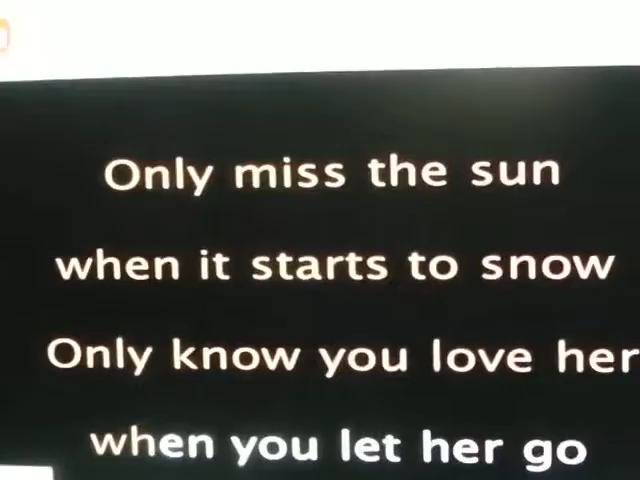 Only miss the sun
when it starts to snow
Only know you love her
when you let her go